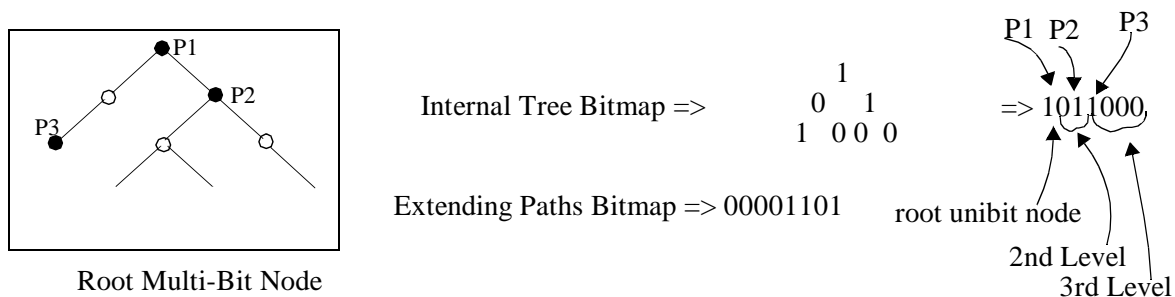 P1
P2
P3
Root Multi-Bit Node
Internal Tree Bitmap =>
1
0 1
1 0 0 0
Extending Paths Bitmap => 00001101
P1 P2 P3
=> 1011000
root unibit node
2nd Level
3rd Level